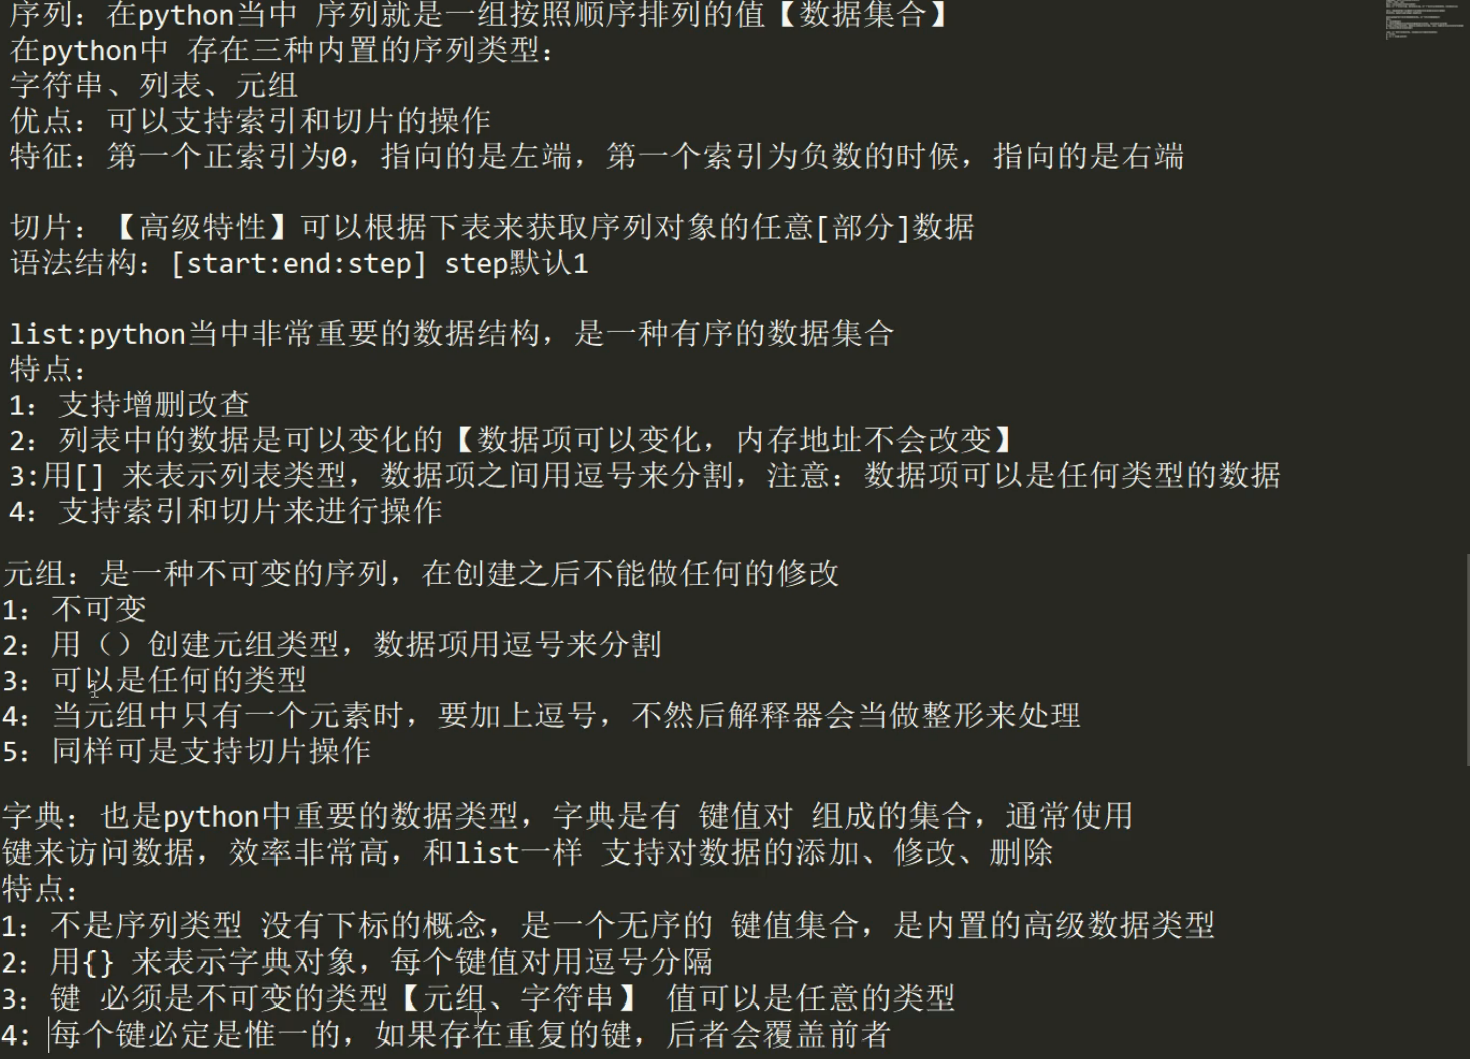 序列：在python当中 序列就是一组按照顺序排列的值【数据集合】
在python中 存在三种内置的序列类型：
字符串、列表、元组
优点：可以支持索引和切片的操作
特征：第一个正索引为0，指向的是左端，第一个索引为负数的时候，指向的是右端
切片：【高级特性】可以根据下表来获取序列对象的任意[部分]数据
语法结构：[start:end:step] step默认1
list:python当中非常重要的数据结构，是一种有序的数据集合
特点：
1：支持增删改查
2：列表中的数据是可以变化的【数据项可以变化，内存地址不会改变】
3:用[] 来表示列表类型，数据项之间用逗号来分割，注意：数据项可以是任何类型的数据
4：支持索引和切片来进行操作
元组：是一种不可变的序列，在创建之后不能做任何的修改
1：不可变
2：用（）创建元组类型，数据项用逗号来分割
3：可以是任何的类型
4：当元组中只有一个元素时，要加上逗号，不然后解释器会当做整形来处理
5：同样可是支持切片操作
字典：也是python中重要的数据类型，字典是有 键值对 组成的集合，通常使用
键来访问数据，效率非常高，和list一样 支持对数据的添加、修改、删除
特点：
1：不是序列类型 没有下标的概念，是一个无序的 键值集合，是内置的高级数据类型
2：用{} 来表示字典对象，每个键值对用逗号分隔
3：键 必须是不可变的类型【元组、字符串】 值可以是任意的类型
4：每个键必定是惟一的，如果存在重复的键，后者会覆盖前者